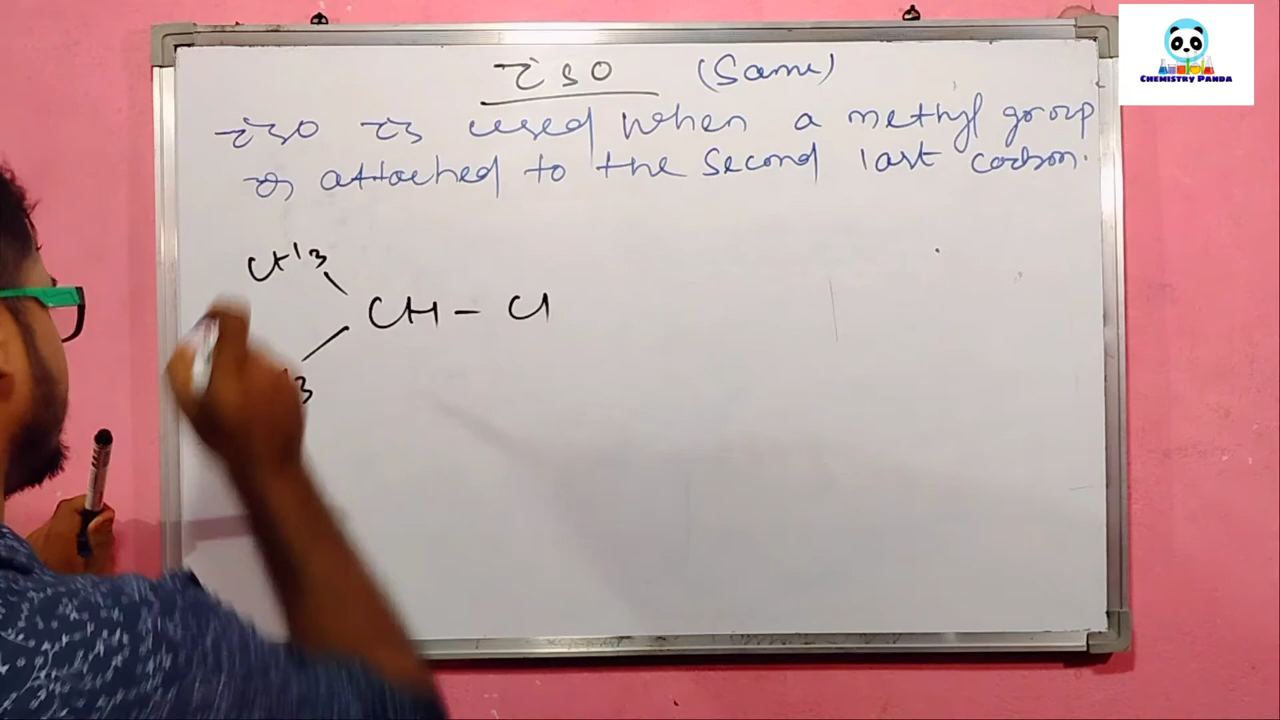 iso (Same)
iso is used when a methyl group
is attached to the second last carbon.
CH3
CH - Cl
3
CHEMISTRY PANDA